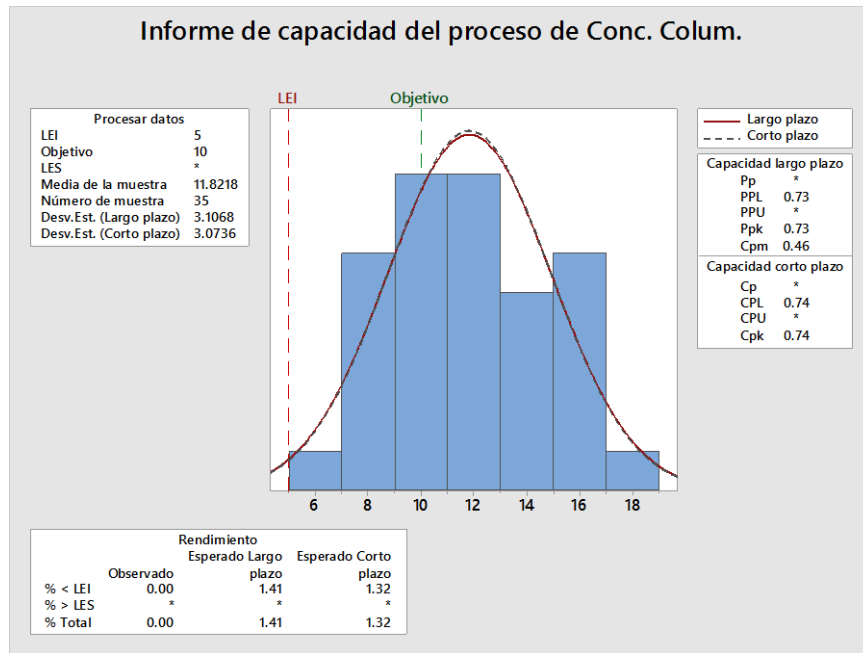 Informe de capacidad del proceso de Conc. Colum.
LEI
Objetivo
Procesar datos
LEI 5
Objetivo 10
LES *
Media de la muestra 11.8218
Número de muestra 35
Desv.Est. (Largo plazo) 3.1068
Desv.Est. (Corto plazo) 3.0736
Largo plazo
Corto plazo
Capacidad largo plazo
Pp *
PPL 0.73
PPU *
Ppk 0.73
Cpm 0.46
Capacidad corto plazo
Cp *
CPL 0.74
CPU *
Cpk 0.74
6 8 10 12 14 16 18
Rendimiento
Esperado Largo Esperado Corto
Observado plazo plazo
% < LEI 0.00 1.41 1.32
% > LES * * *
% Total 0.00 1.41 1.32